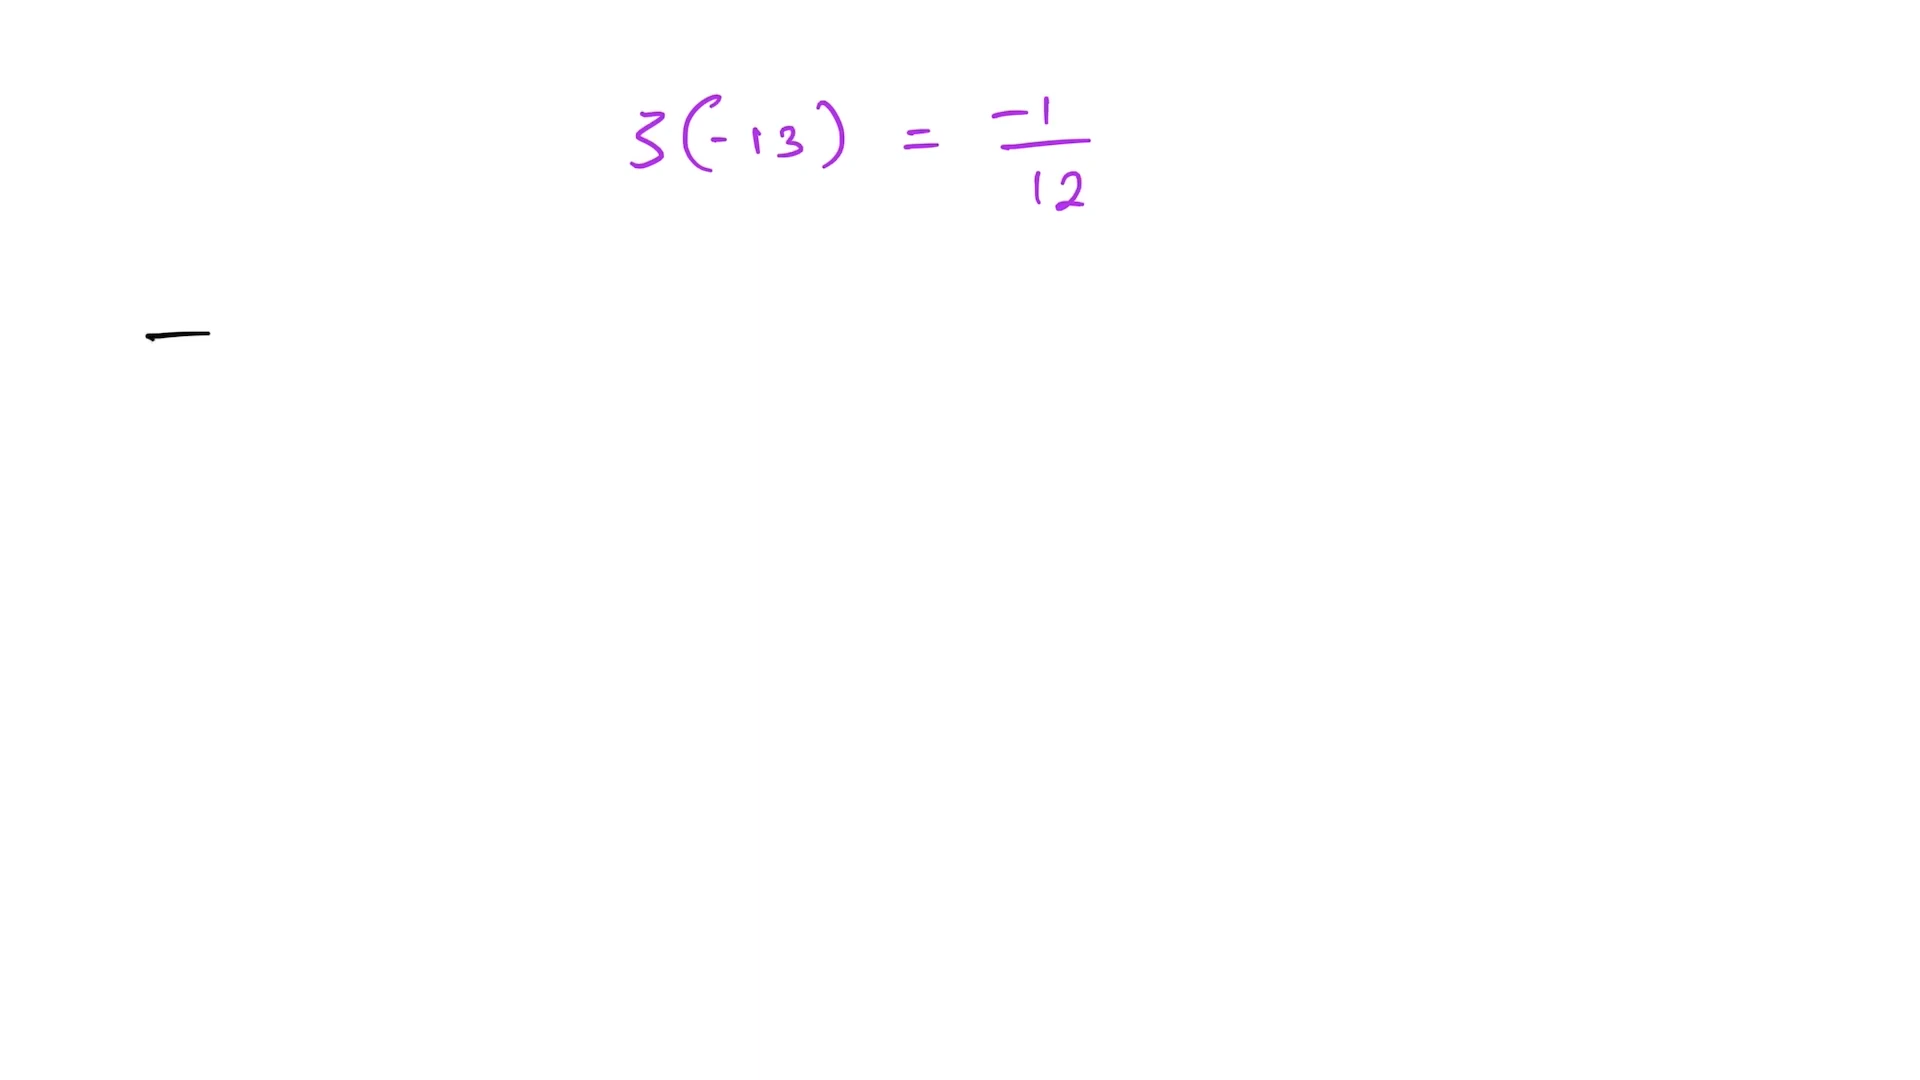 3(-13) = -1/12